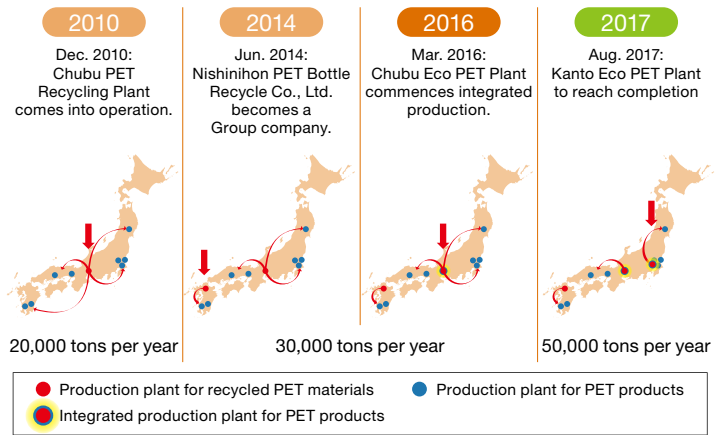 2010
Dec. 2010:
Chubu PET
Recycling Plant
comes into operation.
2014
Jun. 2014:
Nishinihon PET Bottle
Recycle Co., Ltd.
becomes a
Group company.
2016
Mar. 2016:
Chubu Eco PET Plant
commences integrated
production.
2017
Aug. 2017:
Kanto Eco PET Plant
to reach completion
20,000 tons per year
30,000 tons per year
50,000 tons per year
Production plant for recycled PET materials
Production plant for PET products
Integrated production plant for PET products